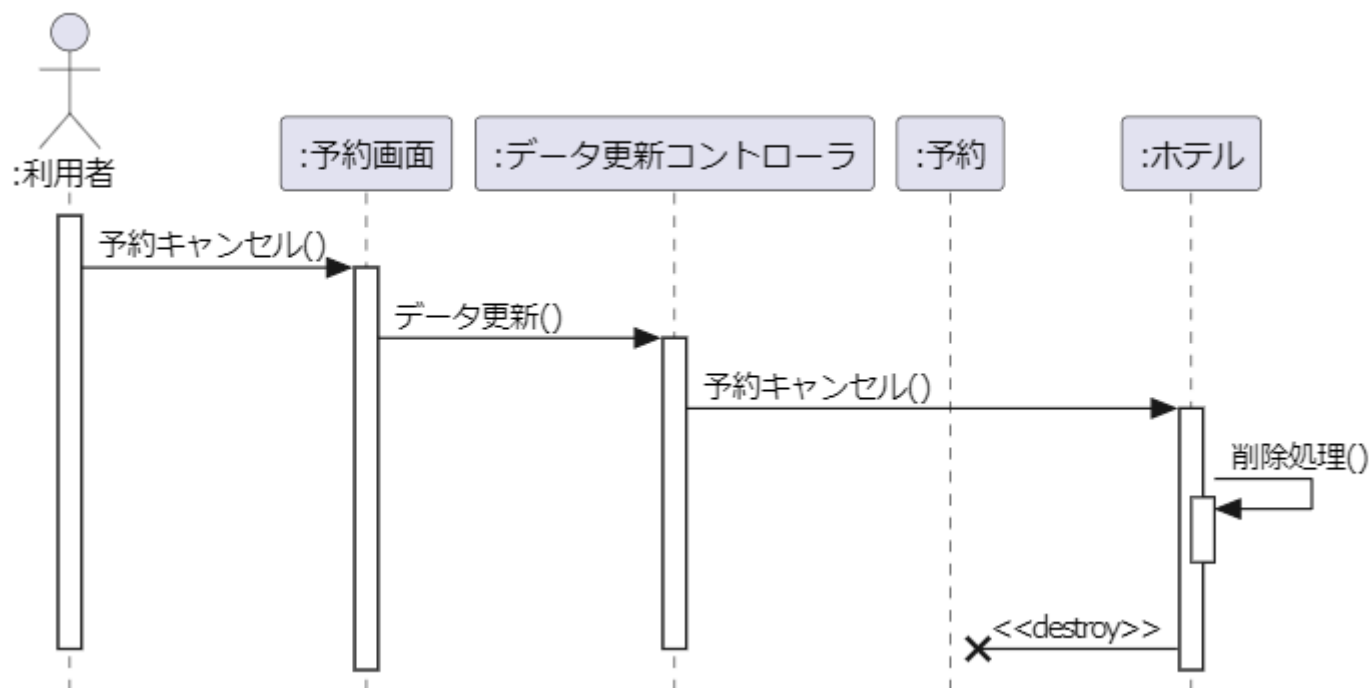 :利用者
:予約画面
:データ更新コントローラ
:予約
:ホテル
予約キャンセル()
データ更新()
予約キャンセル()
削除処理()
<<destroy>>